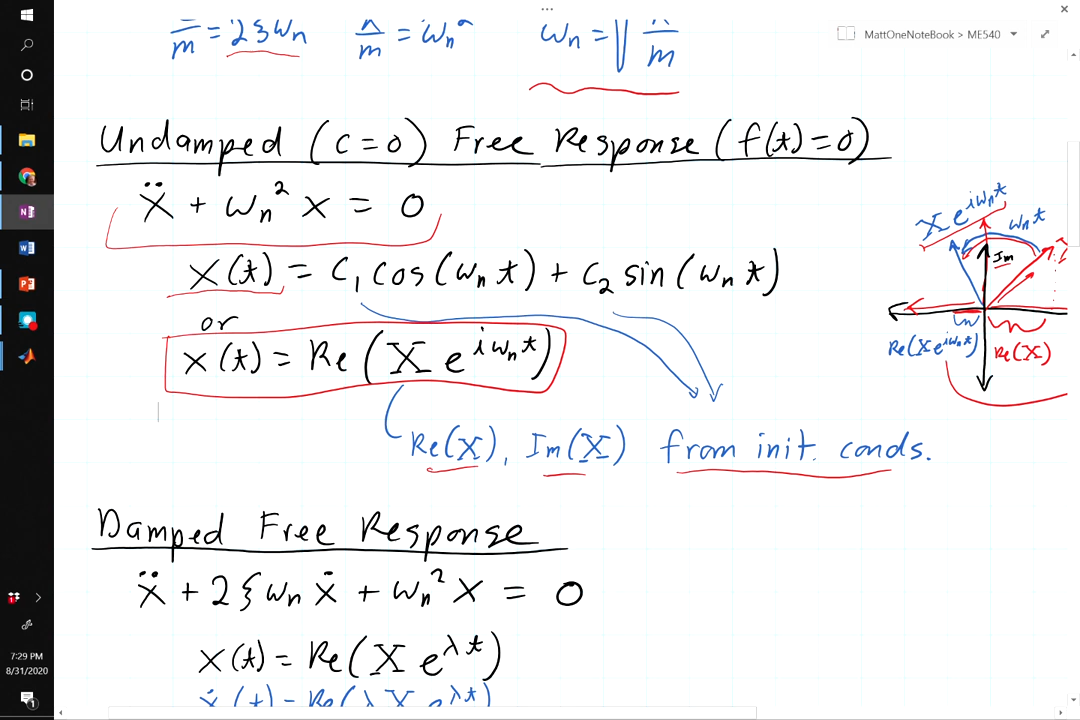 MattOneNoteBook > ME540
m = 2ζωn   m = ωn²   ωn = √ m
Undamped (c=0) Free Response (f(t)=0)
ẍ + ωn² x = 0
x(t) = C₁ cos(ωn t) + C₂ sin(ωn t)
or
x(t) = Re(X e^{iωn t})
Re(X), Im(X) from init. conds.
X e^{iωn t}
ωn t
Im
Re(X e^{iωn t})
Re(X)
Damped Free Response
ẍ + 2ζωn ẋ + ωn² x = 0
x(t) = Re(X e^{λt})
ẋ(t) = Re(λ X e^{λt})
7:29 PM
8/31/2020